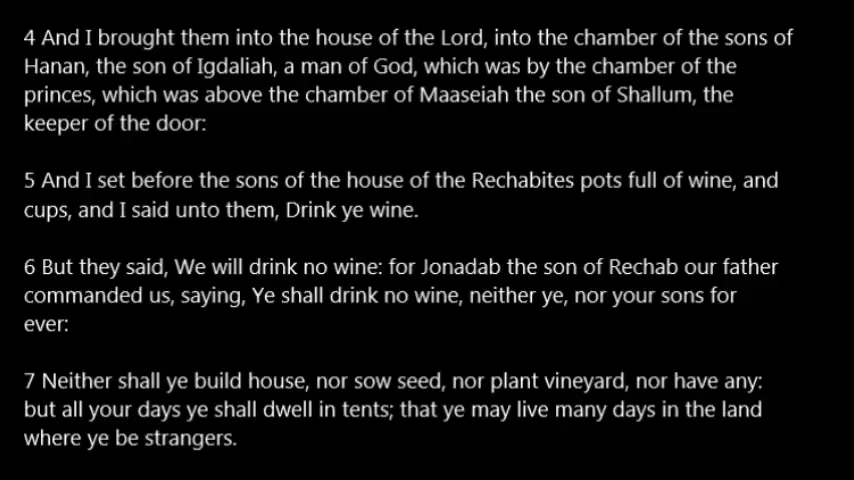 4 And I brought them into the house of the Lord, into the chamber of the sons of
Hanan, the son of Igdaliah, a man of God, which was by the chamber of the
princes, which was above the chamber of Maaseiah the son of Shallum, the
keeper of the door:
5 And I set before the sons of the house of the Rechabites pots full of wine, and
cups, and I said unto them, Drink ye wine.
6 But they said, We will drink no wine: for Jonadab the son of Rechab our father
commanded us, saying, Ye shall drink no wine, neither ye, nor your sons for
ever:
7 Neither shall ye build house, nor sow seed, nor plant vineyard, nor have any:
but all your days ye shall dwell in tents; that ye may live many days in the land
where ye be strangers.